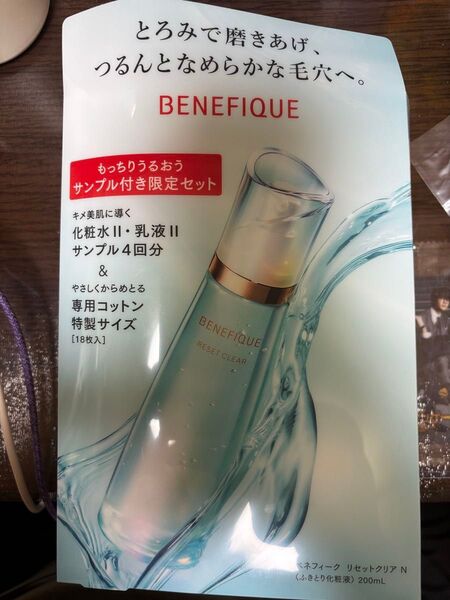 とろみで磨きあげ、
つるんとなめらかな毛穴へ。
BENEFIQUE
もっちりうるおう
サンプル付き限定セット
キメ美肌に導く
化粧水II・乳液II
サンプル4回分
&
やさしくからめとる
専用コットン
特製サイズ
[18枚入]
BENEFIQUE
RESET CLEAR
ベネフィーク リセットクリア N
〈ふきとり化粧液〉 200mL